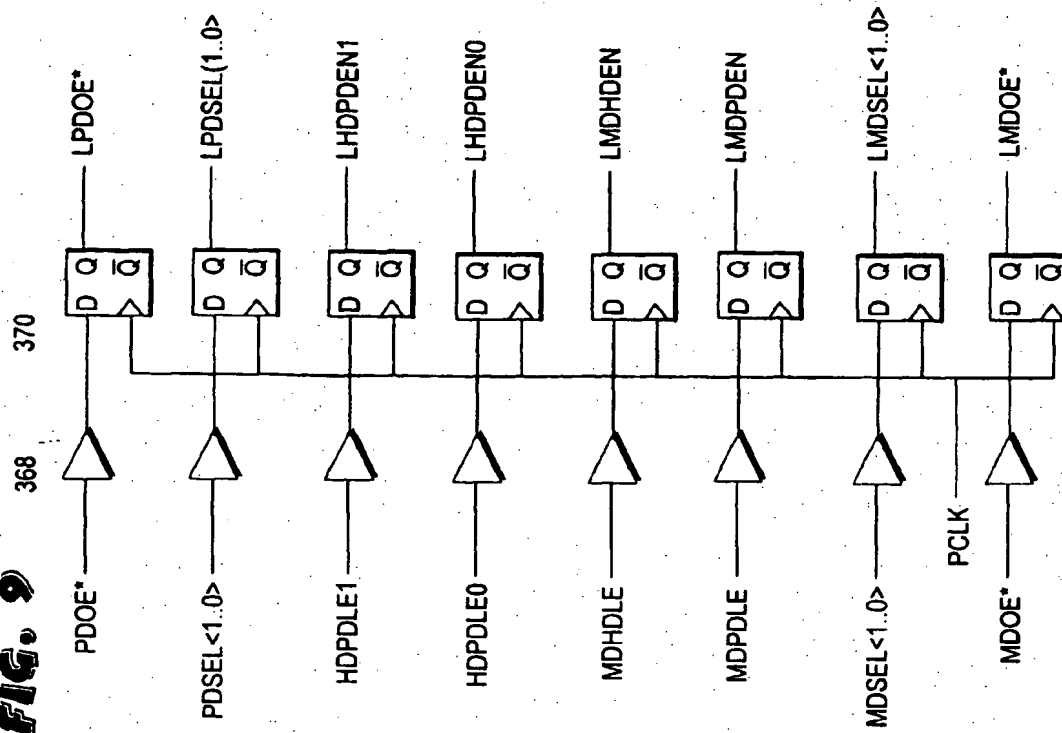 FIG. 9
368
370
PDOE*
D Q
Q
LPDOE*
PDSEL<1..0>
D Q
Q
LPDSEL(1..0>
HDPDLE1
D Q
Q
LHDPDEN1
HDPDLE0
D Q
Q
LHDPDEN0
MDHDLE
D Q
Q
LMDHDEN
MDPDLE
D Q
Q
LMDPDEN
MDSEL<1..0>
D Q
Q
LMDSEL<1..0>
PCLK
MDOE*
D Q
Q
LMDOE*